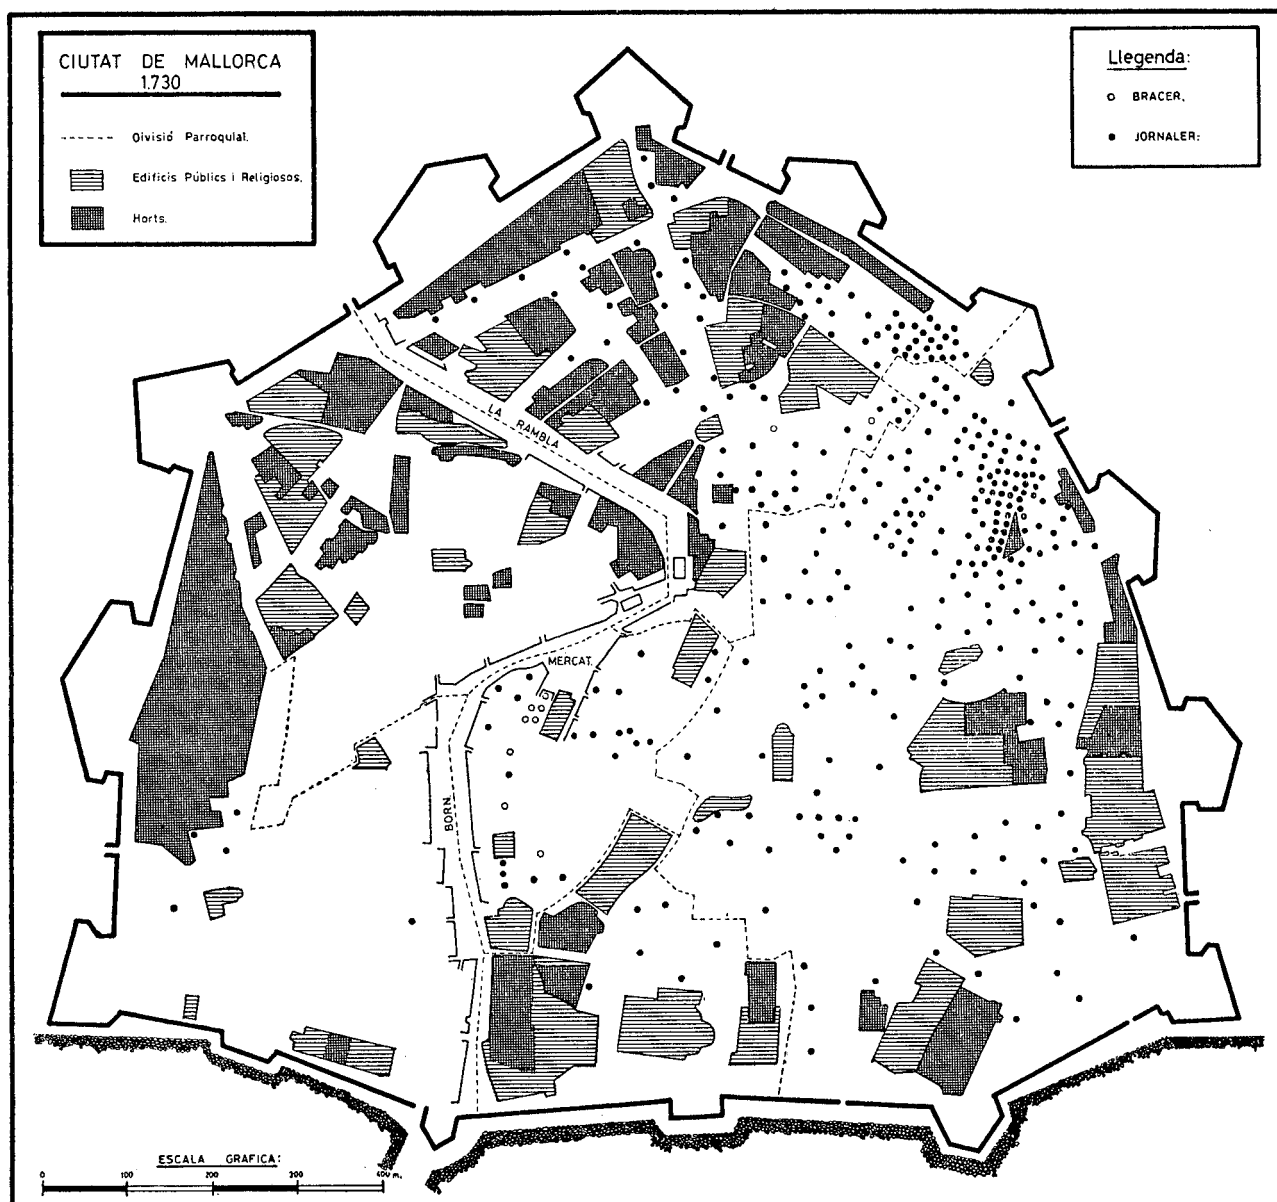 CIUTAT DE MALLORCA
1.730
Divisió Parroquial.
Edificis Públics i Religiosos.
Horts.
Llegenda:
BRACER.
JORNALER.
LA RAMBLA
MERCAT.
BORN.
ESCALA GRAFICA:
0 100 200 300 400 m.